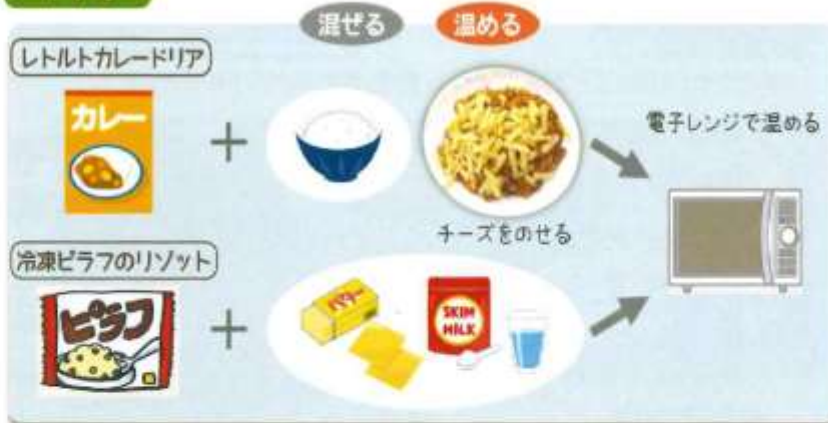 混ぜる 温める
レトルトカレードリア
カレー
電子レンジで温める
チーズをのせる
冷凍ピラフのリゾット
バター
ピラフ
SKIM
MILK